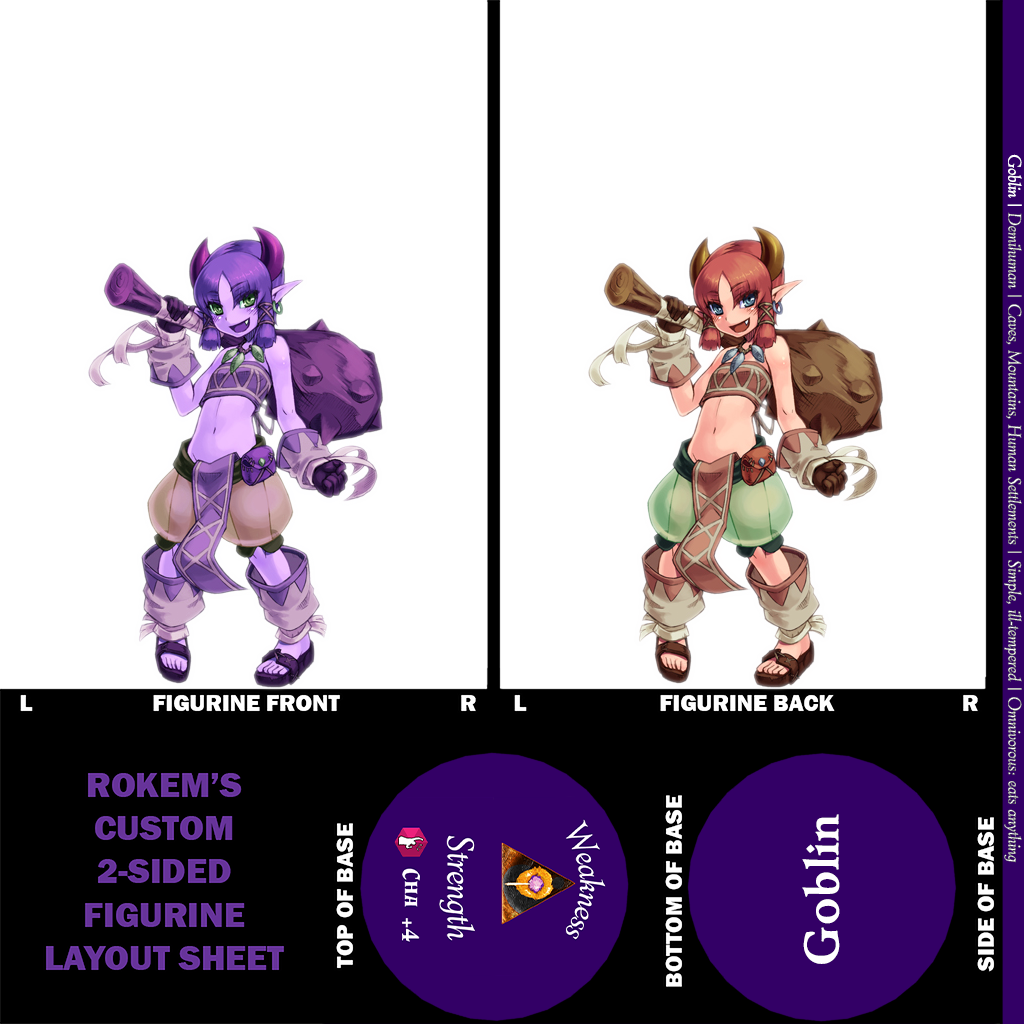 L FIGURINE FRONT R
L FIGURINE BACK R
Goblin | Demihuman | Caves, Mountains, Human Settlements | Simple, ill-tempered | Omnivorous: eats anything
ROKEM'S
CUSTOM
2-SIDED
FIGURINE
LAYOUT SHEET
TOP OF BASE
Weakness
Strength
CHA +4
BOTTOM OF BASE
Goblin
SIDE OF BASE